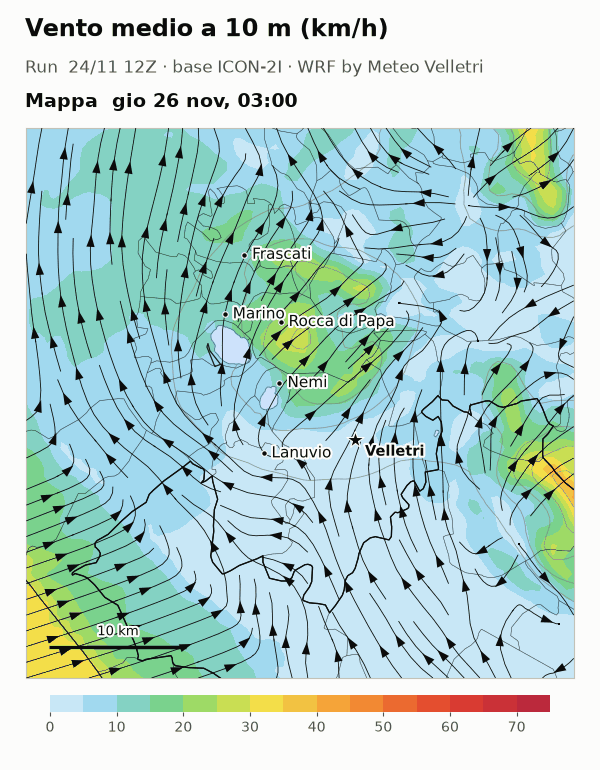 Vento medio a 10 m (km/h)
Run  24/11 12Z · base ICON-2I · WRF by Meteo Velletri
Mappa  gio 26 nov, 03:00
Frascati
Marino
Rocca di Papa
Nemi
Velletri
Lanuvio
10 km
0 10 20 30 40 50 60 70